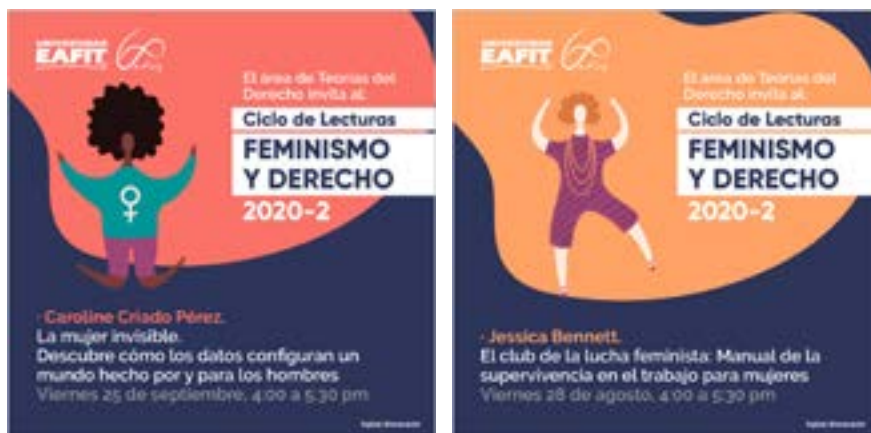 UNIVERSIDAD
EAFIT
El área de Teorías del
Derecho invita al:
Ciclo de Lecturas
FEMINISMO
Y DERECHO
2020-2
· Caroline Criado Pérez.
La mujer invisible.
Descubre cómo los datos configuran un
mundo hecho por y para los hombres
Viernes 25 de septiembre, 4:00 a 5:30 pm
UNIVERSIDAD
EAFIT
El área de Teorías del
Derecho invita al:
Ciclo de Lecturas
FEMINISMO
Y DERECHO
2020-2
· Jessica Bennett.
El club de la lucha feminista: Manual de la
supervivencia en el trabajo para mujeres
Viernes 28 de agosto, 4:00 a 5:30 pm